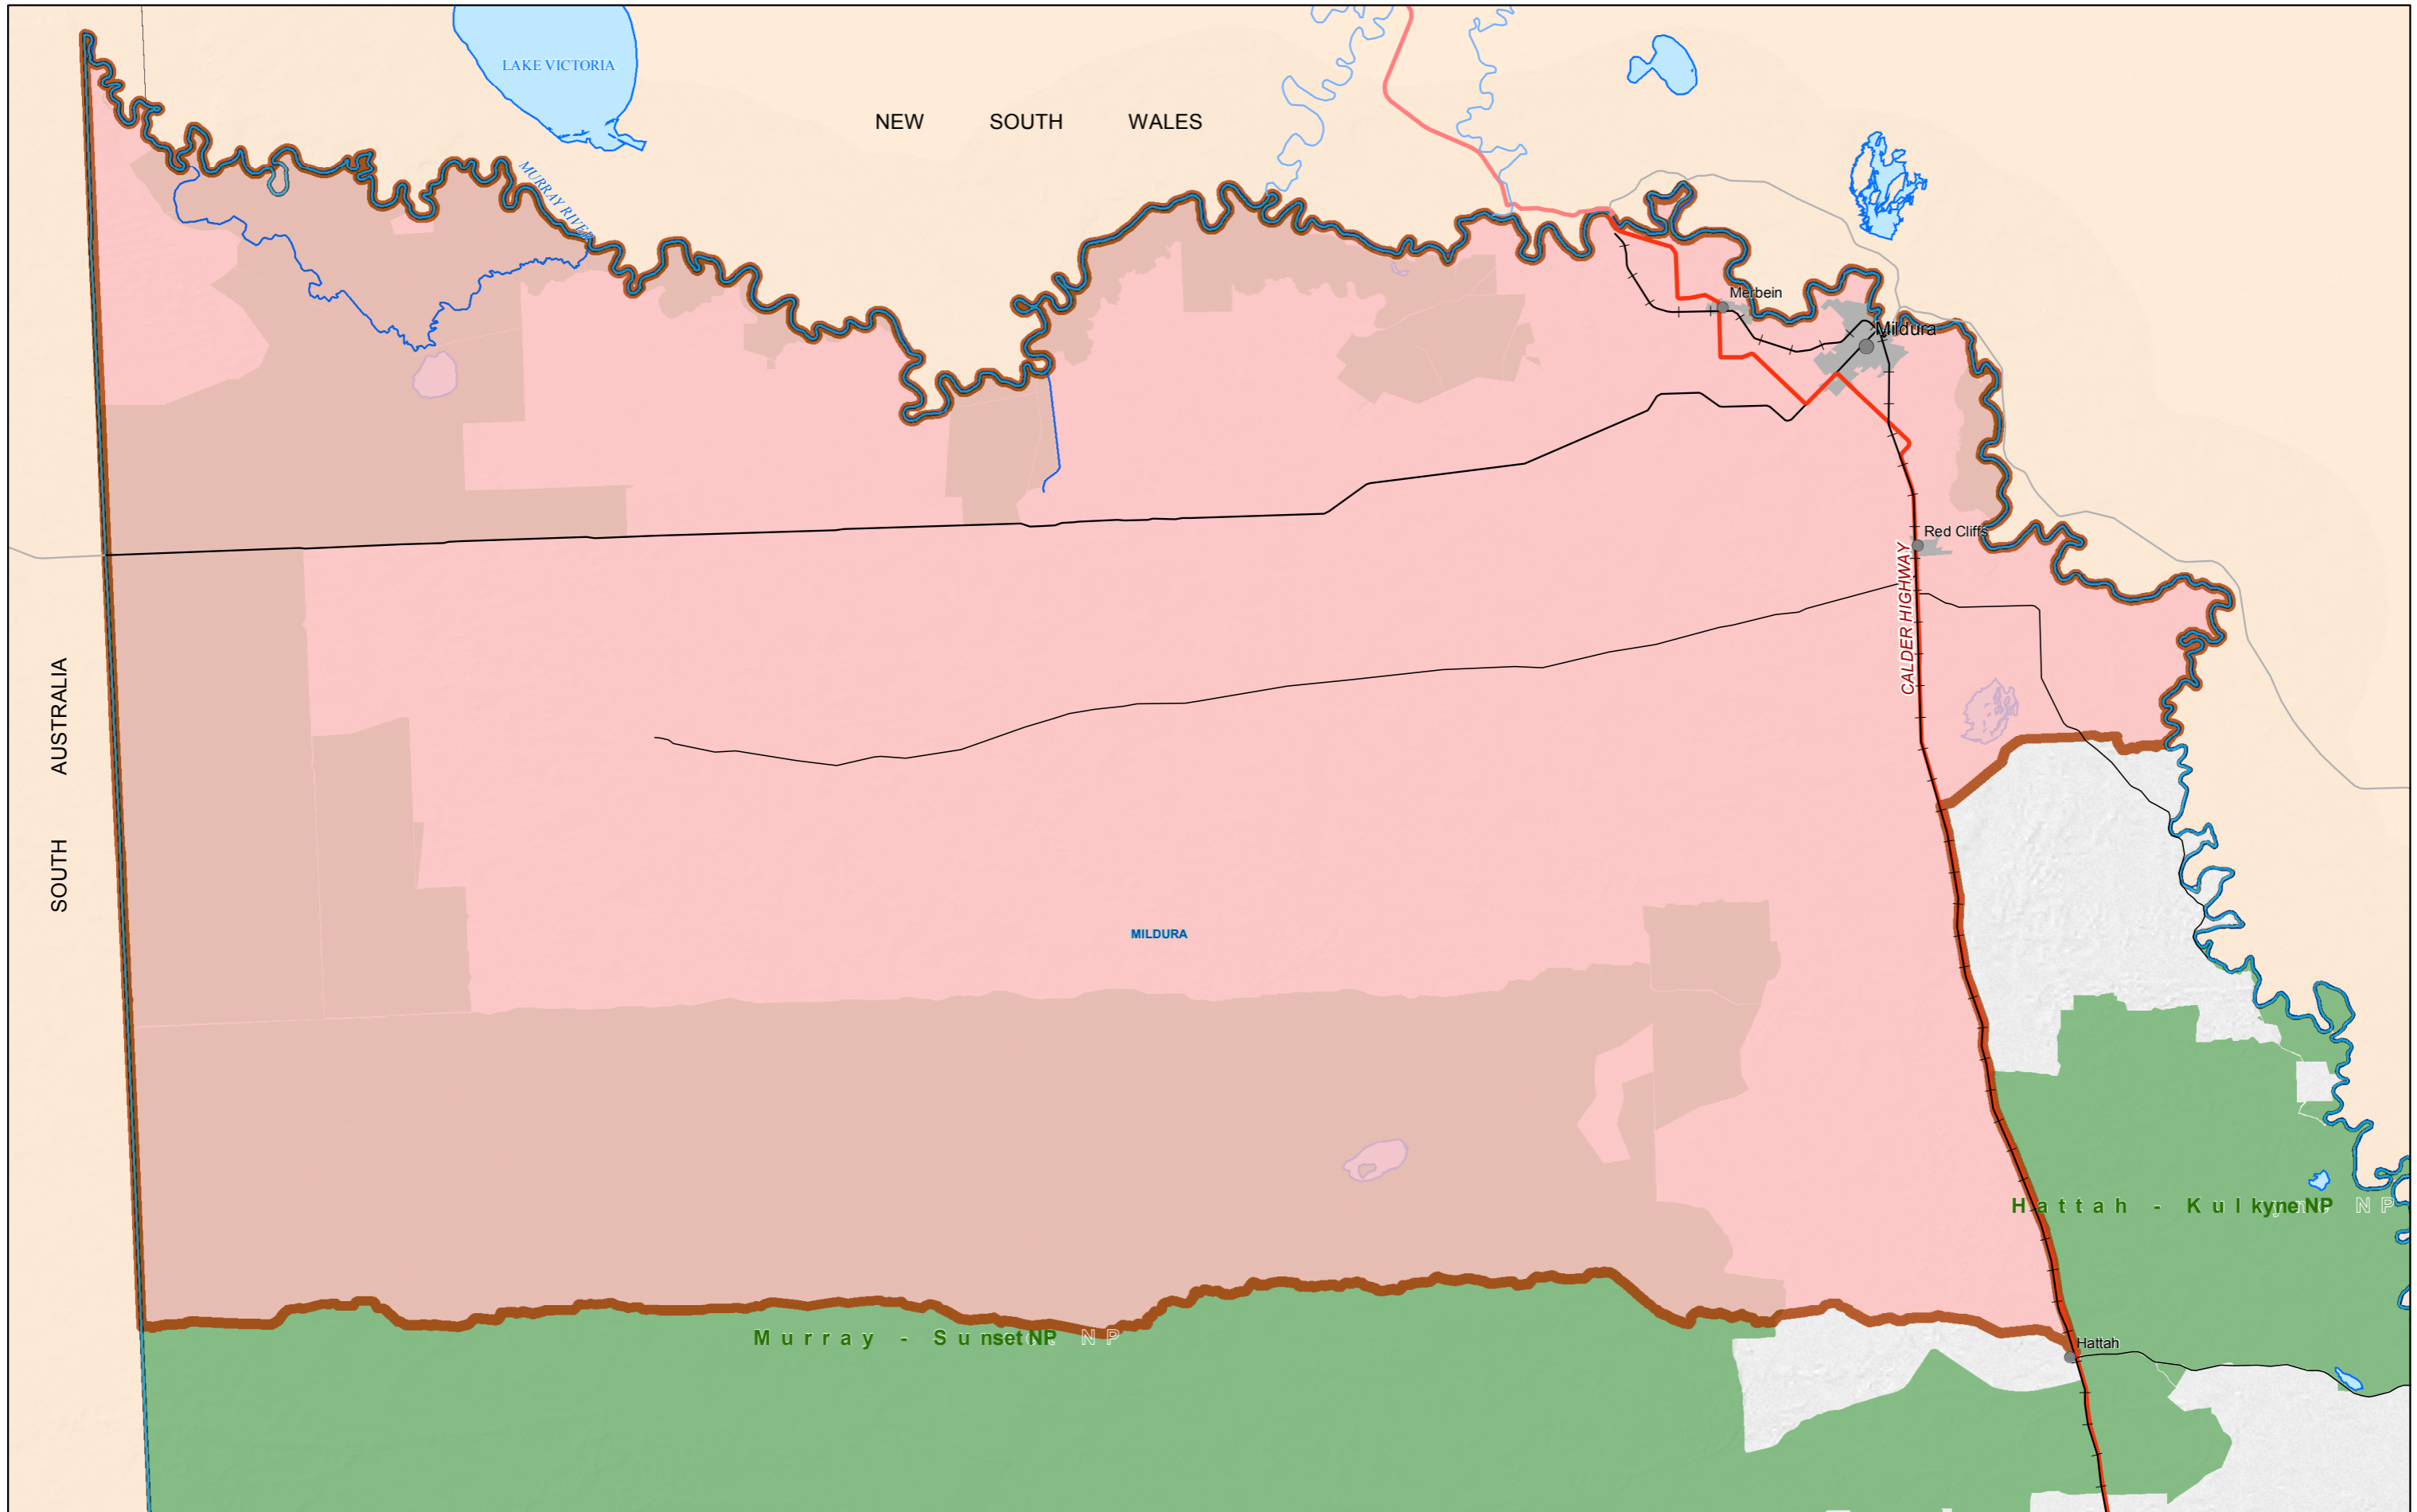 LAKE VICTORIA
NEW SOUTH WALES
MURRAY RIVER
Merbein
Mildura
Red Cliffs
CALDER HIGHWAY
SOUTH AUSTRALIA
MILDURA
Hattah - Kulkyne NP
Murray - Sunset NP
Hattah